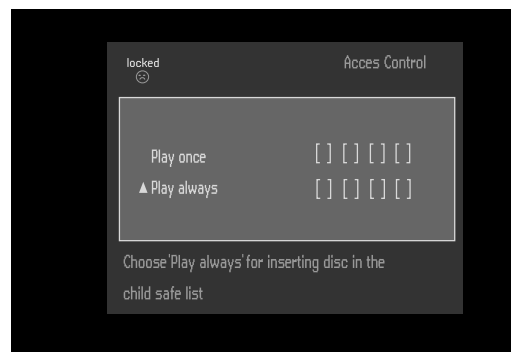 locked
Acces Control
Play once [ ] [ ] [ ] [ ]
▲ Play always [ ] [ ] [ ] [ ]
Choose 'Play always' for inserting disc in the
child safe list